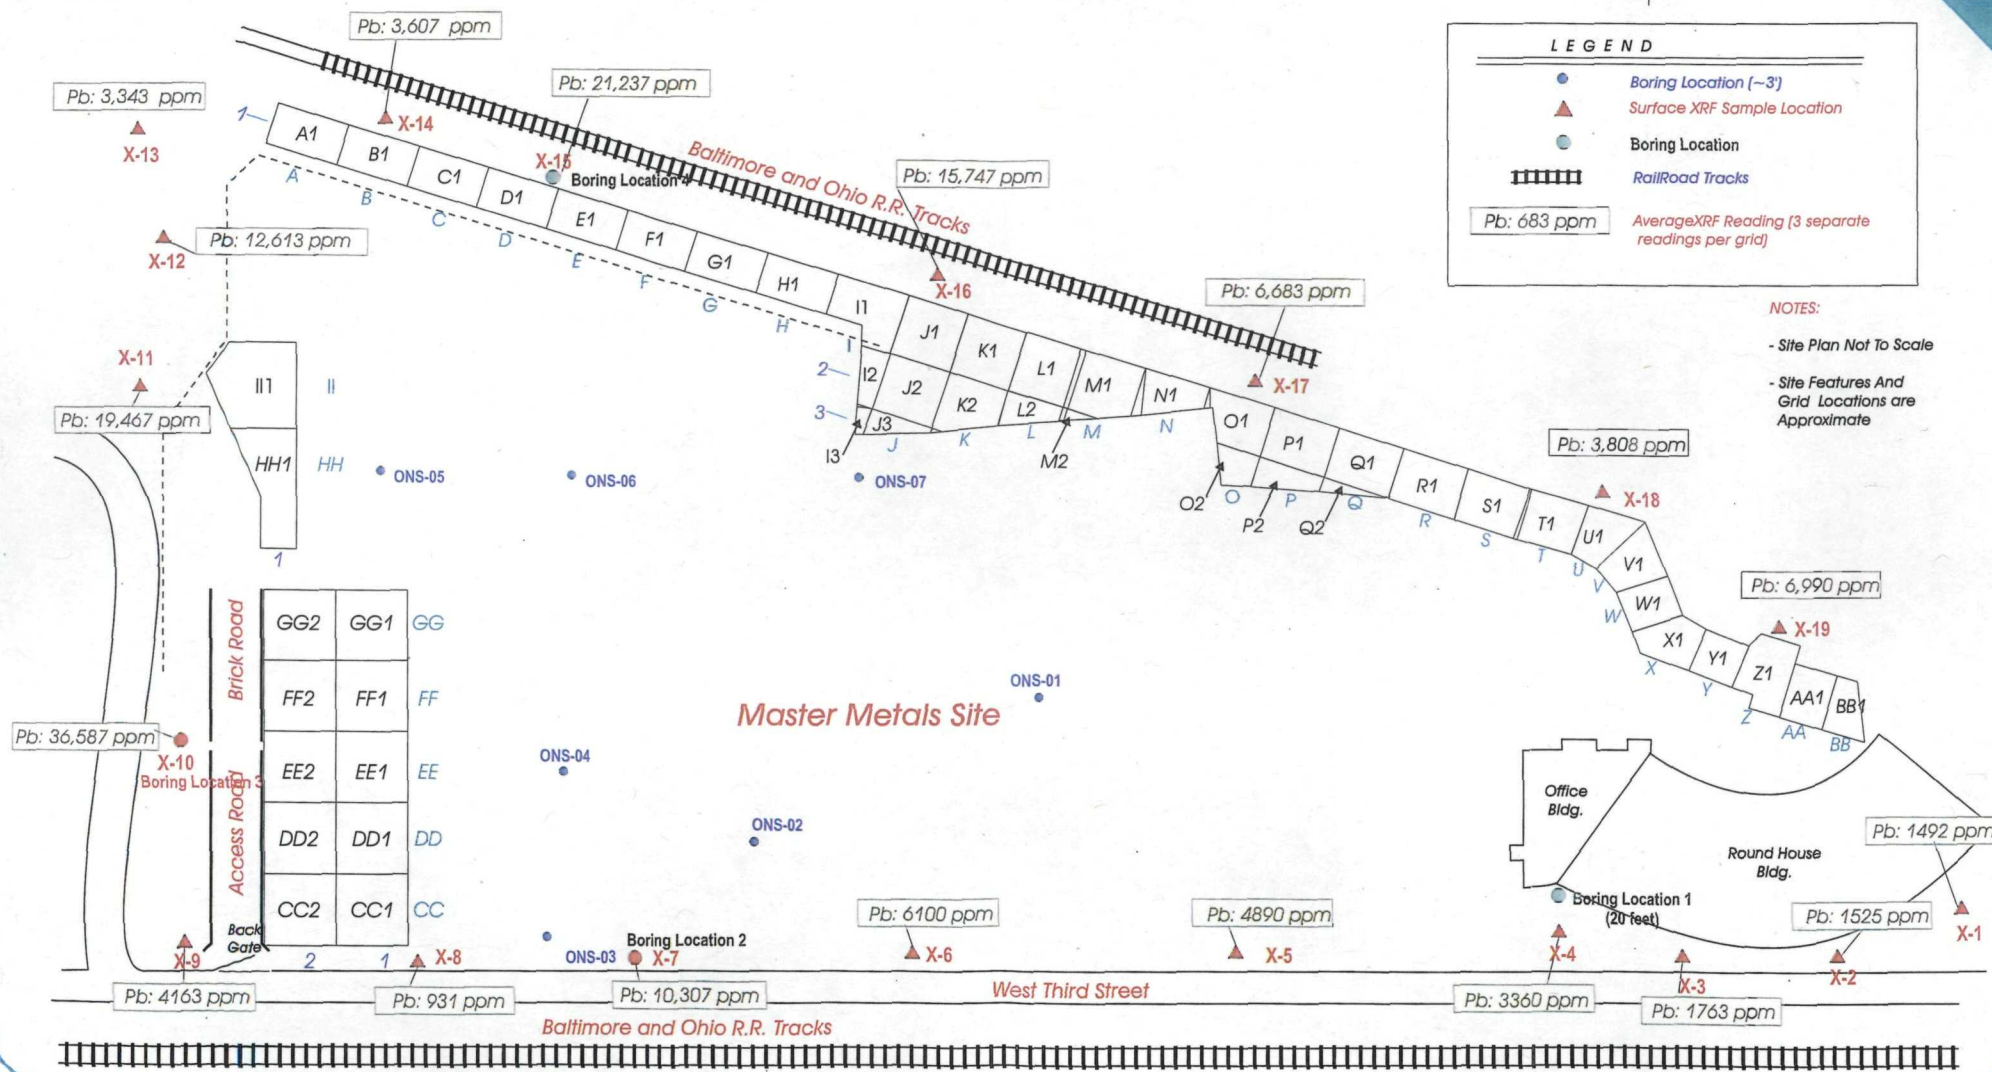 Pb: 3,607 ppm
Pb: 3,343 ppm
X-13
X-14
Pb: 21,237 ppm
X-15
Boring Location 4
Baltimore and Ohio R.R. Tracks
Pb: 15,747 ppm
X-16
Pb: 12,613 ppm
X-12
Pb: 6,683 ppm
X-17
LEGEND
Boring Location (~3')
Surface XRF Sample Location
Boring Location
RailRoad Tracks
Pb: 683 ppm
AverageXRF Reading (3 separate
readings per grid)
NOTES:
- Site Plan Not To Scale
- Site Features And
Grid Locations are
Approximate
1
A1
B1
C1
D1
E1
F1
G1
H1
I1
J1
K1
L1
M1
N1
O1
P1
Q1
R1
S1
T1
U1
V1
W1
X1
Y1
Z1
AA1
BB1
A
B
C
D
E
F
G
H
I
2
I2
J2
K2
L2
3
J3
I3
M2
J
K
L
M
N
O2
P2
Q2
O
P
Q
R
S
T
U
V
W
X
Y
Z
AA
BB
X-11
Pb: 19,467 ppm
II1
II
HH1
HH
1
ONS-05
ONS-06
ONS-07
Pb: 3,808 ppm
X-18
Pb: 6,990 ppm
X-19
Brick Road
Access Road
GG2
GG1
GG
FF2
FF1
FF
EE2
EE1
EE
DD2
DD1
DD
CC2
CC1
CC
2
1
Pb: 36,587 ppm
X-10
Boring Location 3
Master Metals Site
ONS-01
ONS-04
ONS-02
ONS-03
Office
Bldg.
Round House
Bldg.
Pb: 1492 ppm
X-1
Boring Location 1
(20 feet)
Pb: 1525 ppm
X-2
X-3
Pb: 1763 ppm
X-4
Pb: 3360 ppm
Pb: 4890 ppm
X-5
Pb: 6100 ppm
X-6
Boring Location 2
X-7
Pb: 10,307 ppm
X-8
Pb: 931 ppm
Back
Gate
X-9
Pb: 4163 ppm
West Third Street
Baltimore and Ohio R.R. Tracks